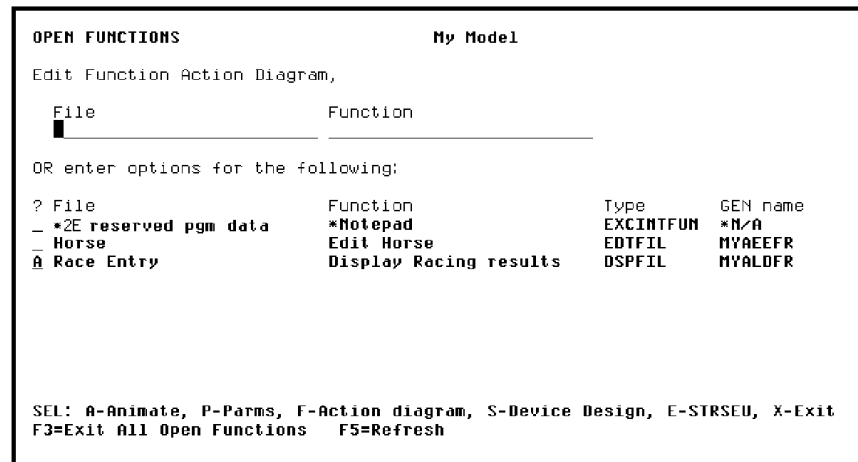 OPEN FUNCTIONS My Model
Edit Function Action Diagram,
File Function
OR enter options for the following:
? File Function Type GEN name
_ *2E reserved pgm data *Notepad EXCINTFUN *N/A
_ Horse Edit Horse EDTFIL MYAEEFR
A Race Entry Display Racing results DSPFIL MYALDFR
SEL: A-Animate, P-Parms, F-Action diagram, S-Device Design, E-STRSEU, X-Exit
F3=Exit All Open Functions F5=Refresh